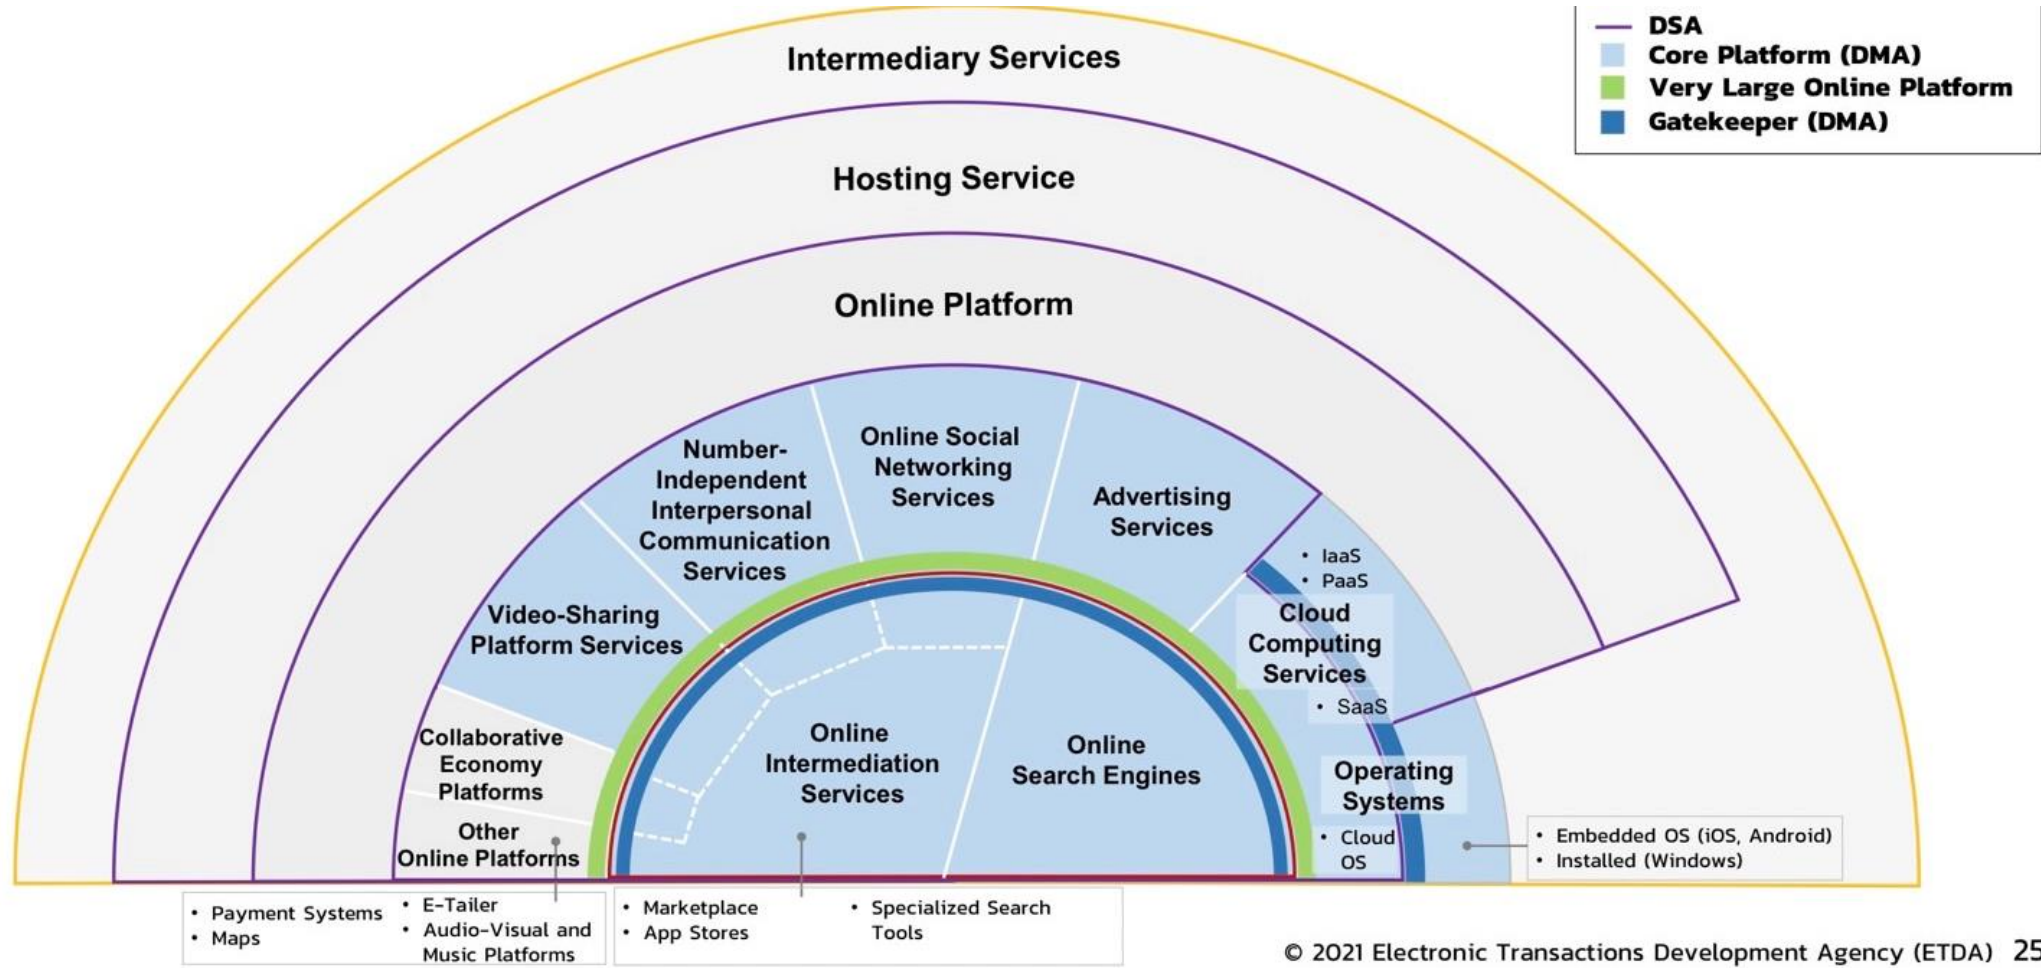 DSA
Core Platform (DMA)
Very Large Online Platform
Gatekeeper (DMA)
Intermediary Services
Hosting Service
Online Platform
Number-
Independent
Interpersonal
Communication
Services
Online Social
Networking
Services
Advertising
Services
• IaaS
• PaaS
Cloud
Computing
Services
• SaaS
Video-Sharing
Platform Services
Collaborative
Economy
Platforms
Other
Online Platforms
Online
Intermediation
Services
Online
Search Engines
Operating
Systems
• Cloud
OS
• Embedded OS (iOS, Android)
• Installed (Windows)
• Payment Systems
• Maps
• E-Tailer
• Audio-Visual and
Music Platforms
• Marketplace
• App Stores
• Specialized Search
Tools
© 2021 Electronic Transactions Development Agency (ETDA) 25